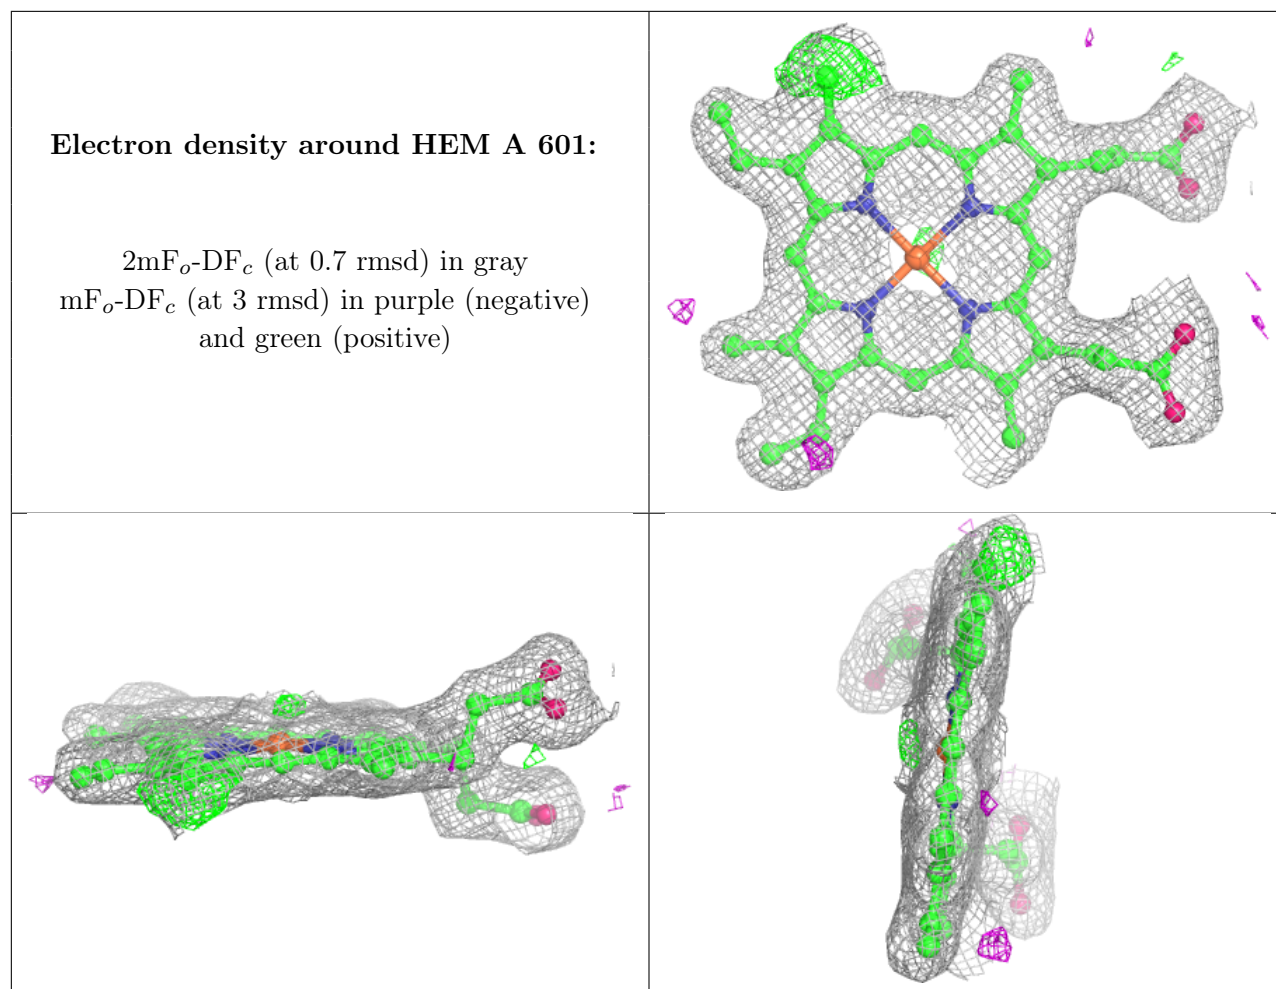 Electron density around HEM A 601:
2mFo-DFc (at 0.7 rmsd) in gray
mFo-DFc (at 3 rmsd) in purple (negative)
and green (positive)